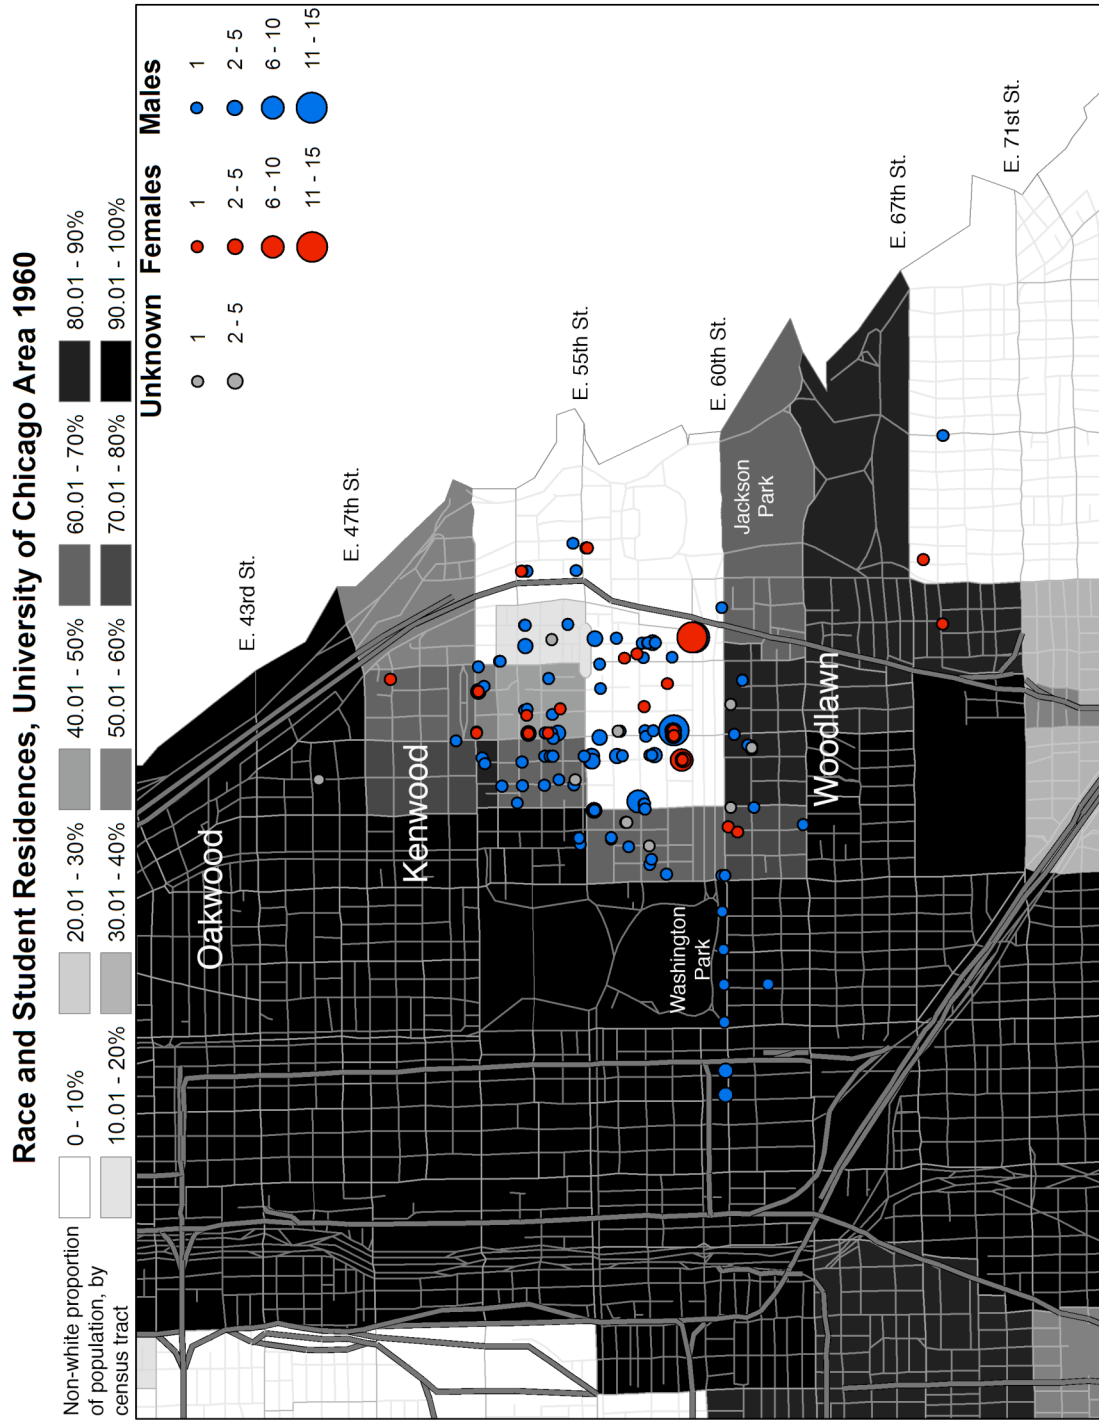 Race and Student Residences, University of Chicago Area 1960
Non-white proportion
of population, by
census tract
0 - 10%
10.01 - 20%
20.01 - 30%
30.01 - 40%
40.01 - 50%
50.01 - 60%
60.01 - 70%
70.01 - 80%
80.01 - 90%
90.01 - 100%
Unknown Females Males
1 1 1
2 - 5 2 - 5 2 - 5
6 - 10 6 - 10
11 - 15 11 - 15
E. 43rd St.
Oakwood
E. 47th St.
Kenwood
E. 55th St.
Washington
Park
E. 60th St.
Jackson
Park
Woodlawn
E. 67th St.
E. 71st St.